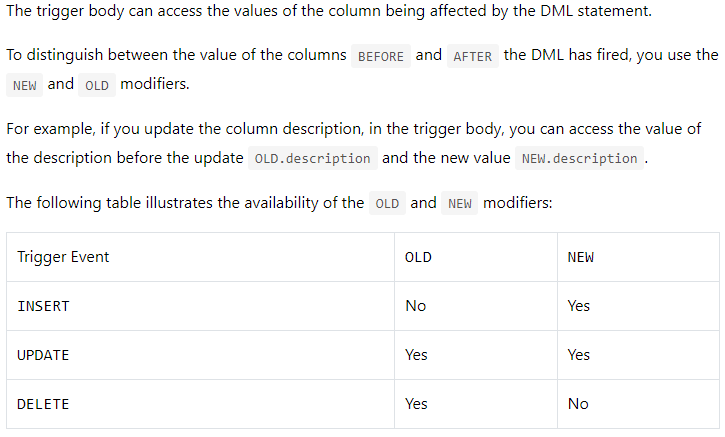 The trigger body can access the values of the column being affected by the DML statement.
To distinguish between the value of the columns BEFORE and AFTER the DML has fired, you use the
NEW and OLD modifiers.
For example, if you update the column description, in the trigger body, you can access the value of
the description before the update OLD.description and the new value NEW.description .
The following table illustrates the availability of the OLD and NEW modifiers:
Trigger Event OLD NEW
INSERT No Yes
UPDATE Yes Yes
DELETE Yes No